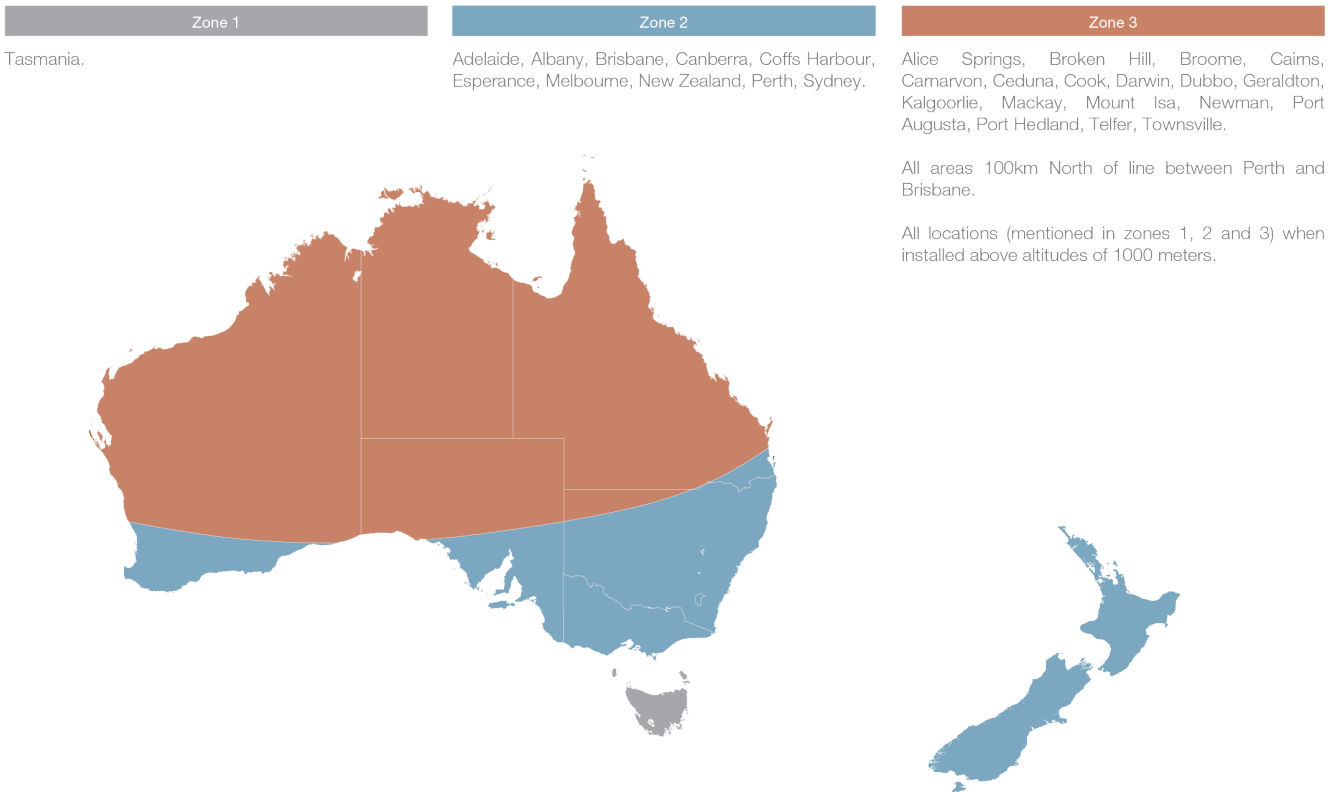 Zone 1
Tasmania.
Zone 2
Adelaide, Albany, Brisbane, Canberra, Coffs Harbour,
Esperance, Melbourne, New Zealand, Perth, Sydney.
Zone 3
Alice Springs, Broken Hill, Broome, Cairns,
Carnarvon, Ceduna, Cook, Darwin, Dubbo, Geraldton,
Kalgoorlie, Mackay, Mount Isa, Newman, Port
Augusta, Port Hedland, Telfer, Townsville.
All areas 100km North of line between Perth and
Brisbane.
All locations (mentioned in zones 1, 2 and 3) when
installed above altitudes of 1000 meters.